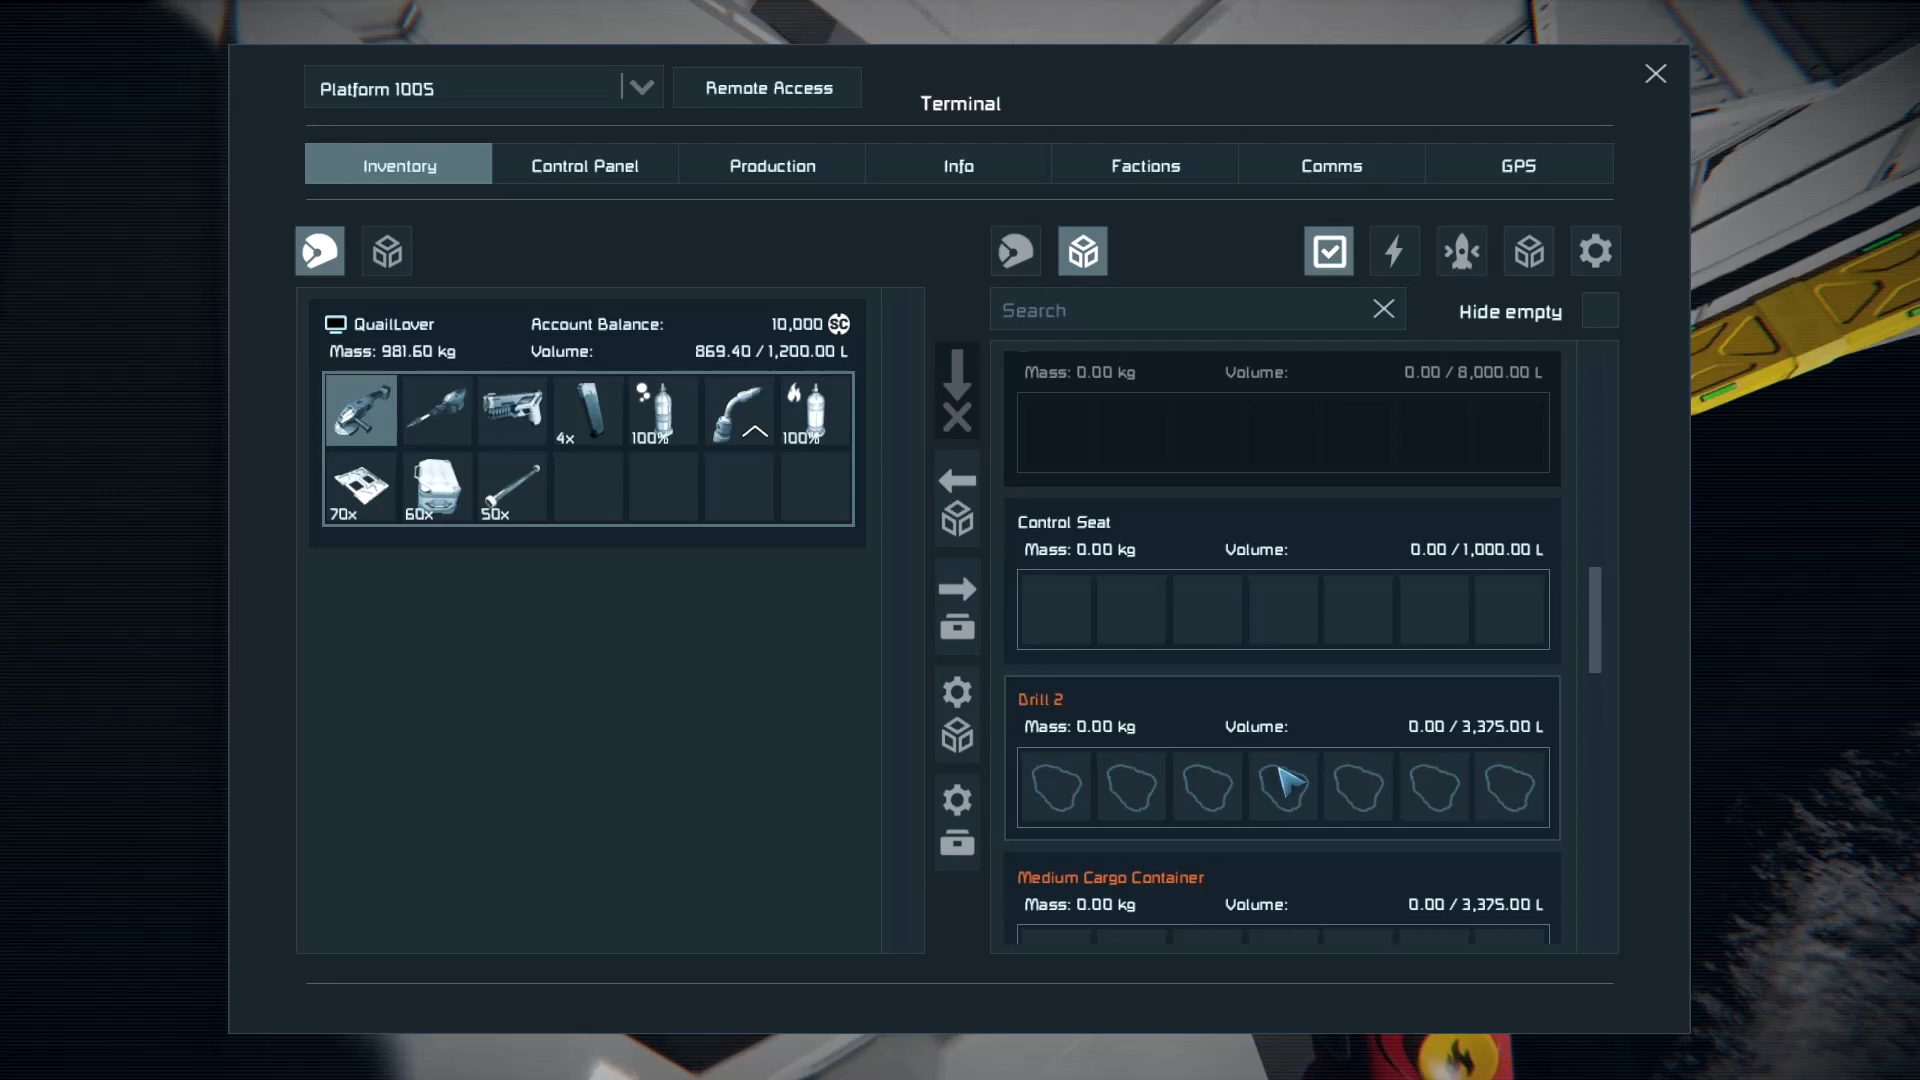 Platform 1005
Remote Access
Terminal
Inventory
Control Panel
Production
Info
Factions
Comms
GPS
QuailLover
Account Balance:
10,000 SC
Mass: 981.60 kg
Volume:
869.40 / 1,200.00 L
4x
100%
100%
70x
60x
50x
Search
Hide empty
Mass: 0.00 kg
Volume:
0.00 / 8,000.00 L
Control Seat
Mass: 0.00 kg
Volume:
0.00 / 1,000.00 L
Drill 2
Mass: 0.00 kg
Volume:
0.00 / 3,375.00 L
Medium Cargo Container
Mass: 0.00 kg
Volume:
0.00 / 3,375.00 L